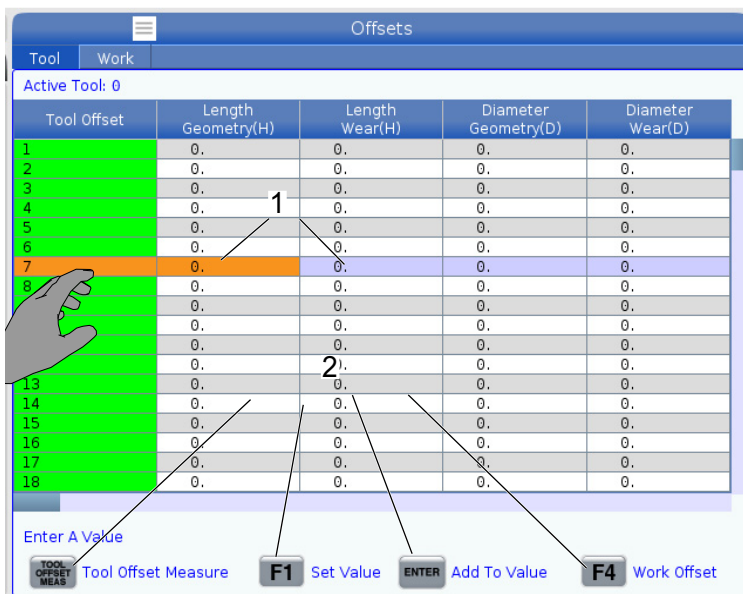 Offsets
Tool Work
Active Tool: 0
Tool Offset Length Geometry(H) Length Wear(H) Diameter Geometry(D) Diameter Wear(D)
1 0. 0. 0. 0.
2 0. 0. 0. 0.
3 0. 0. 0. 0.
4 0. 0. 0. 0.
1
5 0. 0. 0. 0.
6 0. 0. 0. 0.
7 0. 0. 0. 0.
8 0. 0. 0. 0.
0. 0. 0. 0.
0. 0. 0. 0.
0. 0. 0. 0.
0. 0. 0. 0.
2
13 0. 0. 0. 0.
14 0. 0. 0. 0.
15 0. 0. 0. 0.
16 0. 0. 0. 0.
17 0. 0. 0. 0.
18 0. 0. 0. 0.
Enter A Value
TOOL OFFSET MEAS Tool Offset Measure F1 Set Value ENTER Add To Value F4 Work Offset